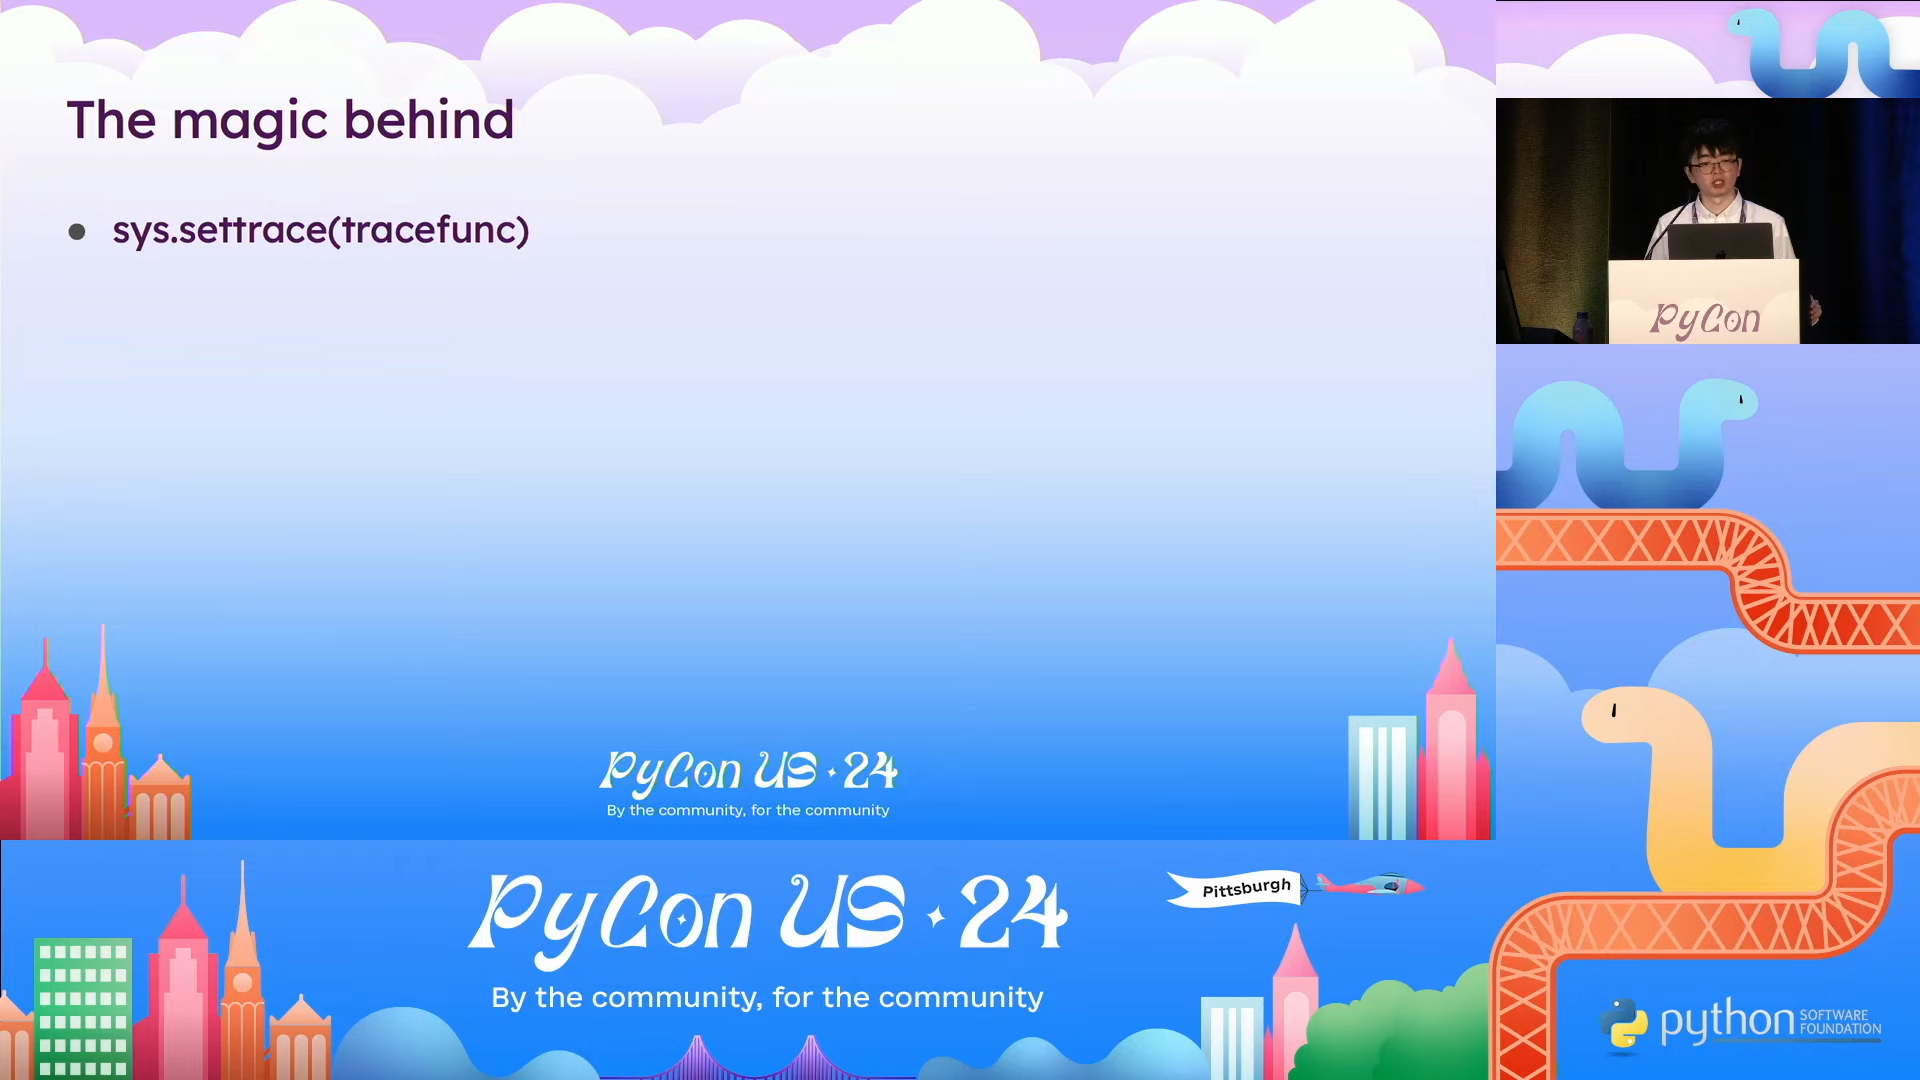 The magic behind
● sys.settrace(tracefunc)
PyCon
PyCon US 24
By the community, for the community
PyCon US 24
By the community, for the community
Pittsburgh
python SOFTWARE
FOUNDATION